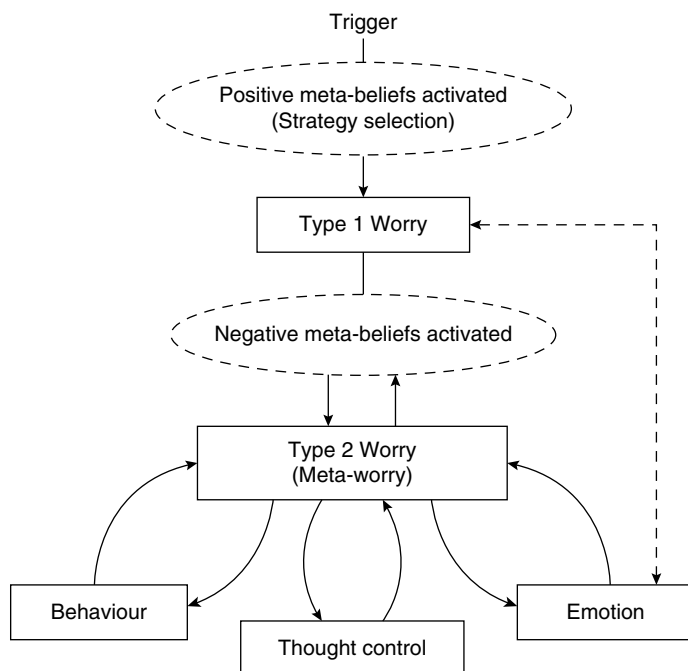 Trigger
Positive meta-beliefs activated
(Strategy selection)
Type 1 Worry
Negative meta-beliefs activated
Type 2 Worry
(Meta-worry)
Behaviour
Thought control
Emotion